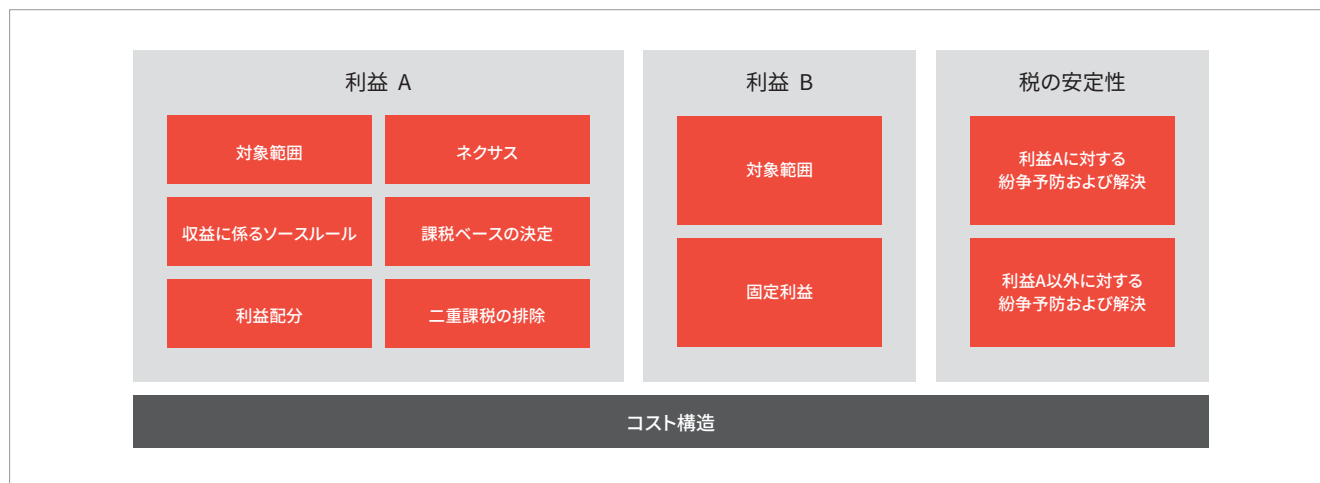 利益 A
対象範囲
ネクサス
収益に係るソースルール
課税ベースの決定
利益配分
二重課税の排除
利益 B
対象範囲
固定利益
税の安定性
利益Aに対する
紛争予防および解決
利益A以外に対する
紛争予防および解決
コスト構造